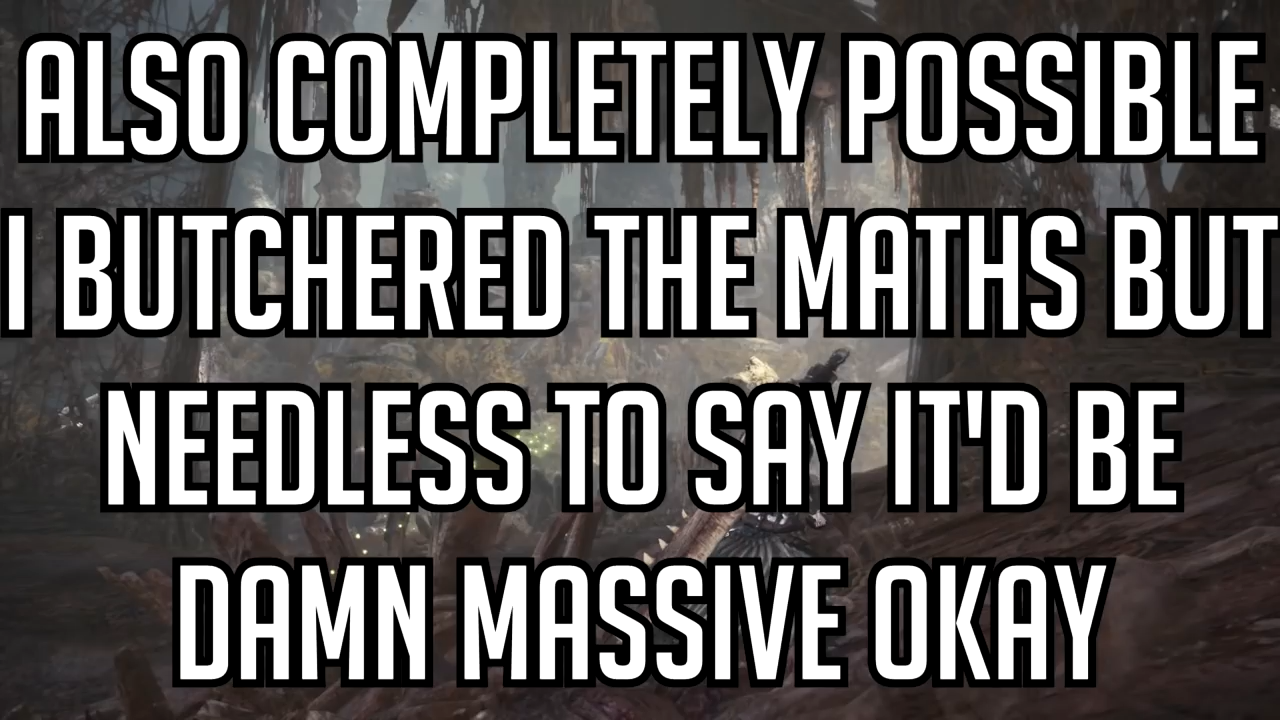 ALSO COMPLETELY POSSIBLE
I BUTCHERED THE MATHS BUT
NEEDLESS TO SAY IT'D BE
DAMN MASSIVE OKAY